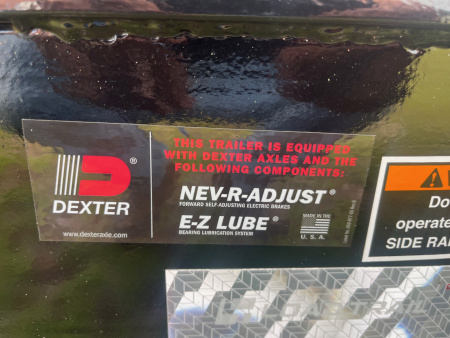 THIS TRAILER IS EQUIPPED
WITH DEXTER AXLES AND THE
FOLLOWING COMPONENTS:
DEXTER®
www.dexteraxle.com
NEV-R-ADJUST®
FORWARD SELF-ADJUSTING ELECTRIC BRAKES
E-Z LUBE®
BEARING LUBRICATION SYSTEM
MADE IN THE
U.S.A.
Do
operate
SIDE RA